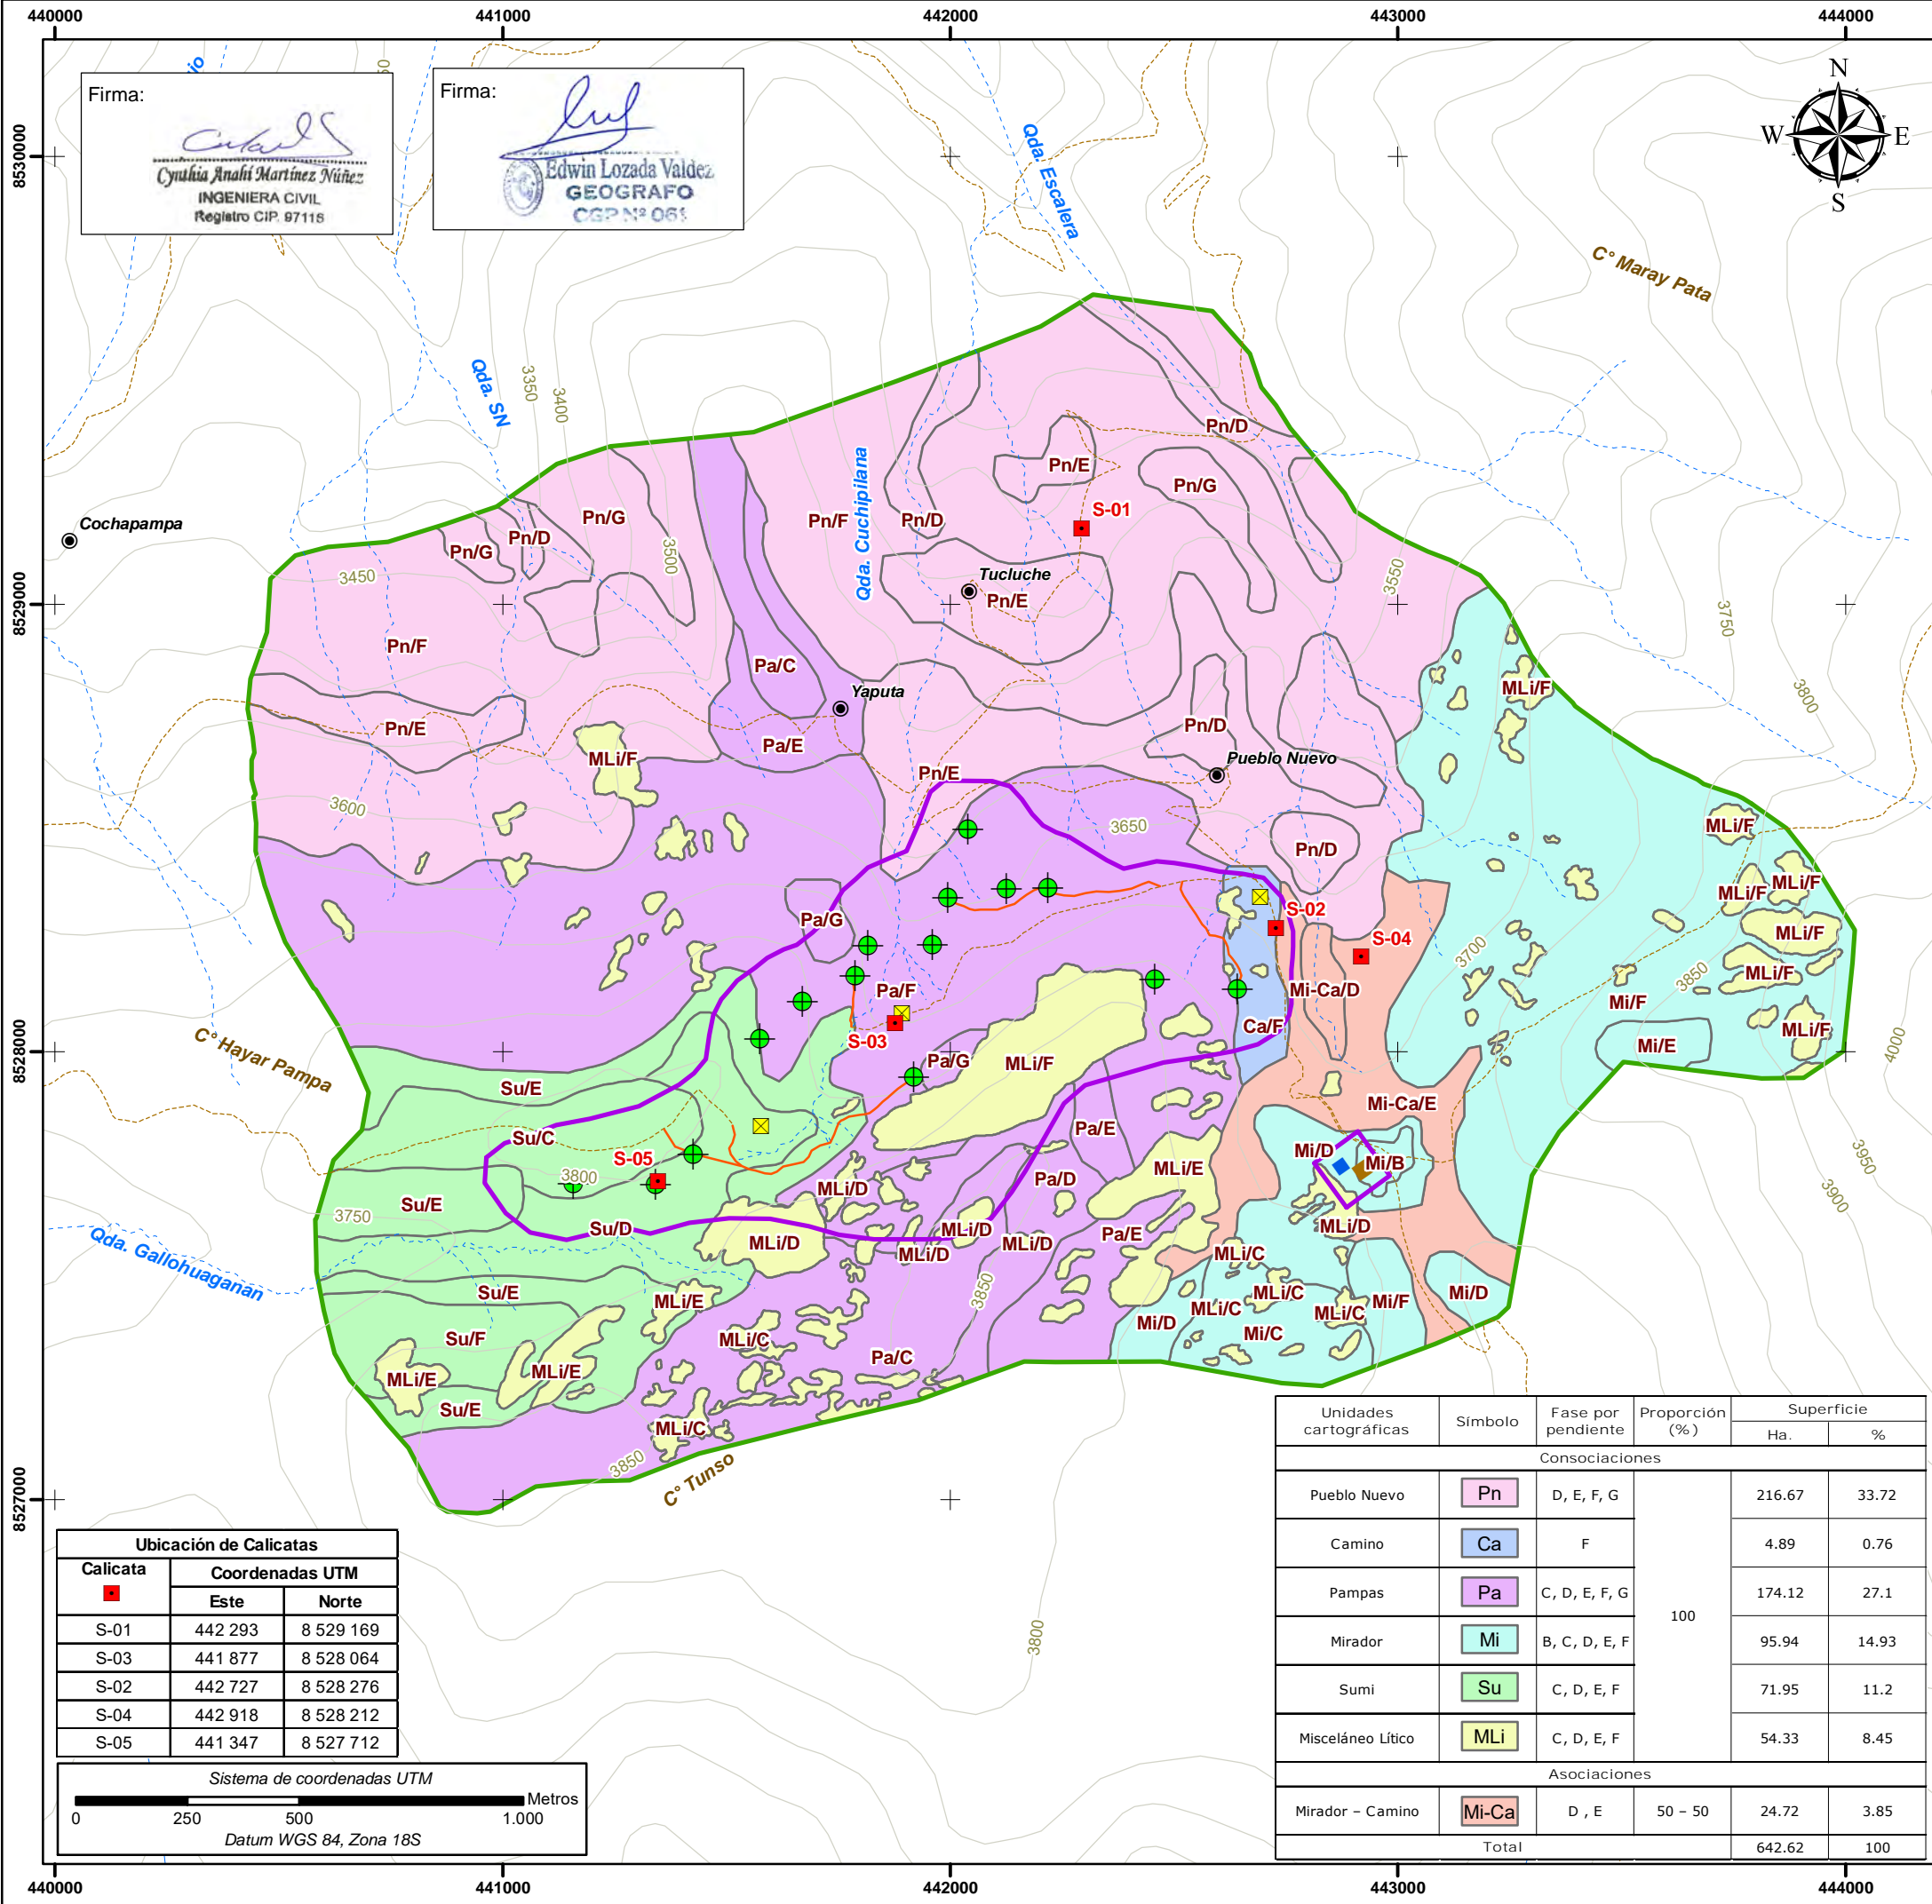 440000 441000 442000 443000 444000
8530000
8529000
8528000
8527000
Firma:
Cynthia Anahí Martínez Núñez
INGENIERA CIVIL
Registro CIP. 97118
Firma:
Edwin Lozada Valdez
GEOGRAFO
CGP Nº 061
N
W E
S
Qda. Escalera
C° Maray Pata
Qda. SN
3350
3400
Qda. Cuchipilana
Pn/D
Pn/E
Pn/G
Pn/F
Pn/D
S-01
Pn/G
Pn/D
Pn/G
Cochapampa
3450
3500
3550
Tucluche
Pn/E
3750
Pn/F
Pa/C
Yaputa
MLi/F
3800
Pn/E
Pa/E
Pn/D
MLi/F
Pueblo Nuevo
Pn/E
3600
3650
MLi/F
Pn/D
MLi/F
MLi/F
Pa/G
S-02
MLi/F
S-04
3700
MLi/F
3850
Pa/F
Mi-Ca/D
Mi/F
Ca/F
MLi/F
S-03
C° Hayar Pampa
Pa/G
MLi/F
Mi/E
4000
Su/E
Mi-Ca/E
Su/C
Pa/E
Mi/D
Mi/B
3950
S-05
3800
MLi/E
Pa/D
MLi/D
3900
Su/E
3750
Su/D
MLi/D
MLi/D
MLi/D
MLi/D
Pa/E
MLi/D
MLi/C
Qda. Gallohuaganan
Su/E
MLi/E
3850
MLi/C
MLi/C
MLi/C
Mi/F
Mi/D
Su/F
MLi/C
Mi/D
Mi/C
Pa/C
MLi/E
MLi/E
Su/E
MLi/C
3850
C° Tunso
3800
Ubicación de Calicatas
Calicata Coordenadas UTM
Este Norte
S-01 442 293 8 529 169
S-03 441 877 8 528 064
S-02 442 727 8 528 276
S-04 442 918 8 528 212
S-05 441 347 8 527 712
Sistema de coordenadas UTM
Metros
0 250 500 1.000
Datum WGS 84, Zona 18S
Unidades cartográficas Símbolo Fase por pendiente Proporción (%) Superficie
Ha. %
Consociaciones
Pueblo Nuevo Pn D, E, F, G 216.67 33.72
Camino Ca F 4.89 0.76
Pampas Pa C, D, E, F, G 174.12 27.1
100
Mirador Mi B, C, D, E, F 95.94 14.93
Sumi Su C, D, E, F 71.95 11.2
Misceláneo Lítico MLi C, D, E, F 54.33 8.45
Asociaciones
Mirador – Camino Mi-Ca D , E 50 – 50 24.72 3.85
Total 642.62 100
440000 441000 442000 443000 444000